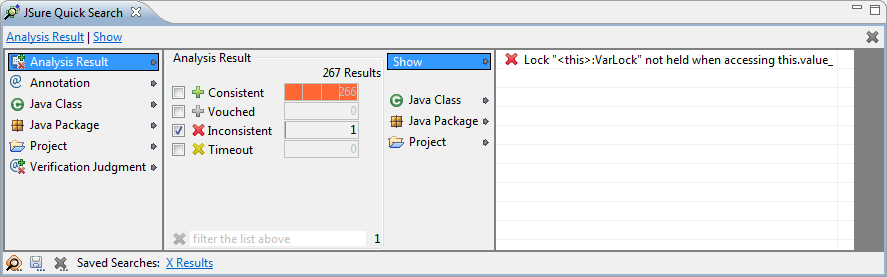 JSure Quick Search
Analysis Result | Show
Analysis Result
Annotation
Java Class
Java Package
Project
Verification Judgment
Analysis Result
267 Results
Consistent 266
Vouched 0
Inconsistent 1
Timeout 0
filter the list above 1
Show
Java Class
Java Package
Project
Lock "<this>:VarLock" not held when accessing this.value_
Saved Searches: X Results